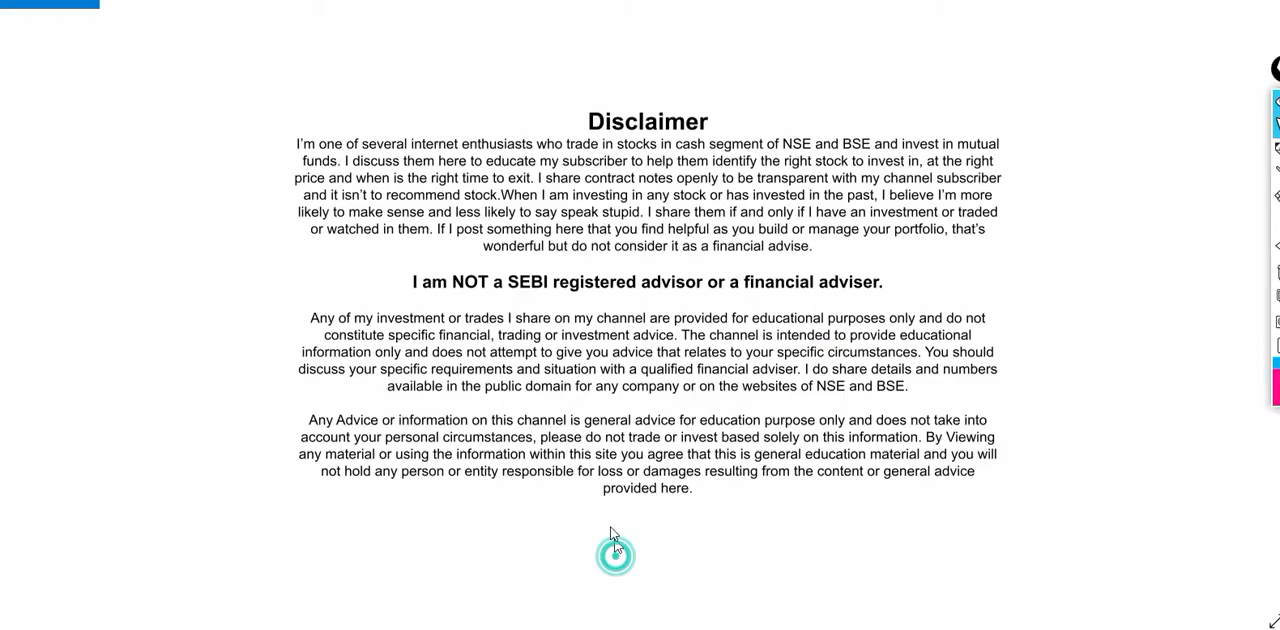 Disclaimer
I'm one of several internet enthusiasts who trade in stocks in cash segment of NSE and BSE and invest in mutual
funds. I discuss them here to educate my subscriber to help them identify the right stock to invest in, at the right
price and when is the right time to exit. I share contract notes openly to be transparent with my channel subscriber
and it isn't to recommend stock.When I am investing in any stock or has invested in the past, I believe I'm more
likely to make sense and less likely to say speak stupid. I share them if and only if I have an investment or traded
or watched in them. If I post something here that you find helpful as you build or manage your portfolio, that's
wonderful but do not consider it as a financial advise.
I am NOT a SEBI registered advisor or a financial adviser.
Any of my investment or trades I share on my channel are provided for educational purposes only and do not
constitute specific financial, trading or investment advice. The channel is intended to provide educational
information only and does not attempt to give you advice that relates to your specific circumstances. You should
discuss your specific requirements and situation with a qualified financial adviser. I do share details and numbers
available in the public domain for any company or on the websites of NSE and BSE.
Any Advice or information on this channel is general advice for education purpose only and does not take into
account your personal circumstances, please do not trade or invest based solely on this information. By Viewing
any material or using the information within this site you agree that this is general education material and you will
not hold any person or entity responsible for loss or damages resulting from the content or general advice
provided here.